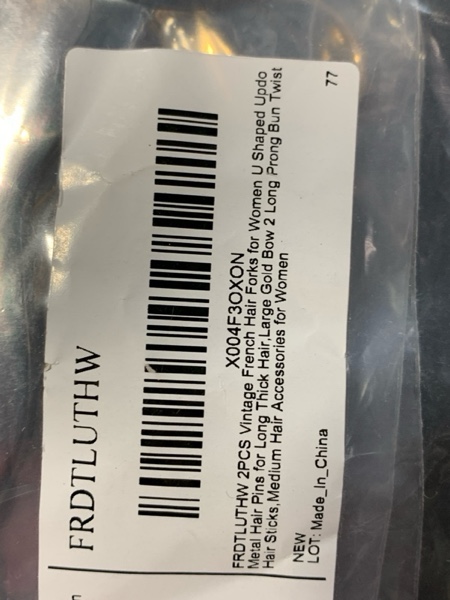 FRDTLUTHW
X004F3OXON
FRDTLUTHW 2PCS Vintage French Hair Forks for Women U Shaped Updo
Metal Hair Pins for Long Thick Hair,Large Gold Bow 2 Long Prong Bun Twist
Hair Sticks,Medium Hair Accessories for Women
NEW
LOT: Made_In_China
77